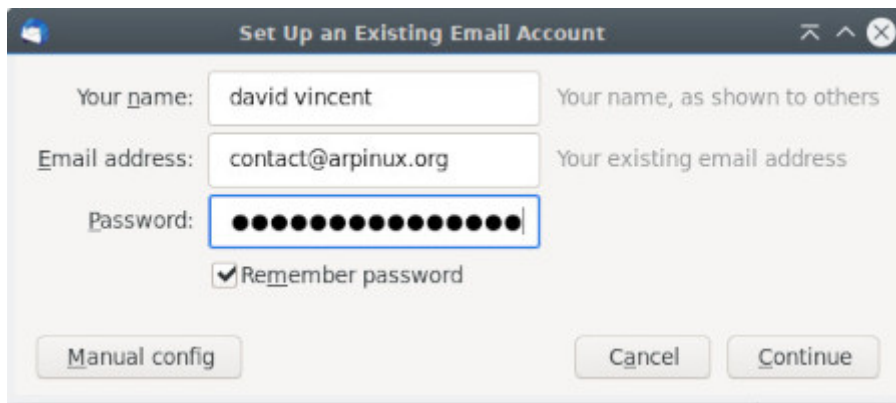 Set Up an Existing Email Account
Your name: david vincent Your name, as shown to others
Email address: contact@arpinux.org Your existing email address
Password: ●●●●●●●●●●●●●●●
Remember password
Manual config Cancel Continue